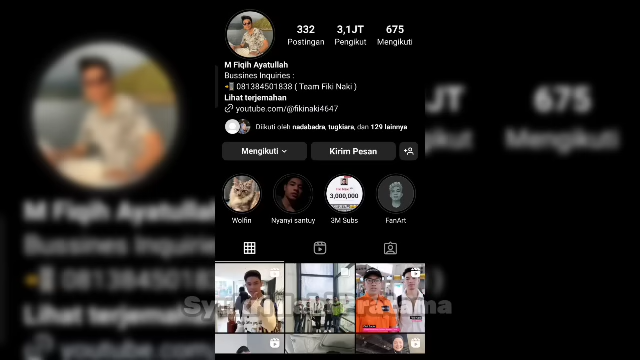 332 3,1JT 675
Postingan Pengikut Mengikuti
M Fiqih Ayatullah
Bussines Inquiries :
081384501838 ( Team Fiki Naki )
Lihat terjemahan
youtube.com/@fikinaki4647
Diikuti oleh nadabadra, tugkiara, dan 129 lainnya
Mengikuti Kirim Pesan
3,000,000
Wolfin Nyanyi santuy 3M Subs FanArt